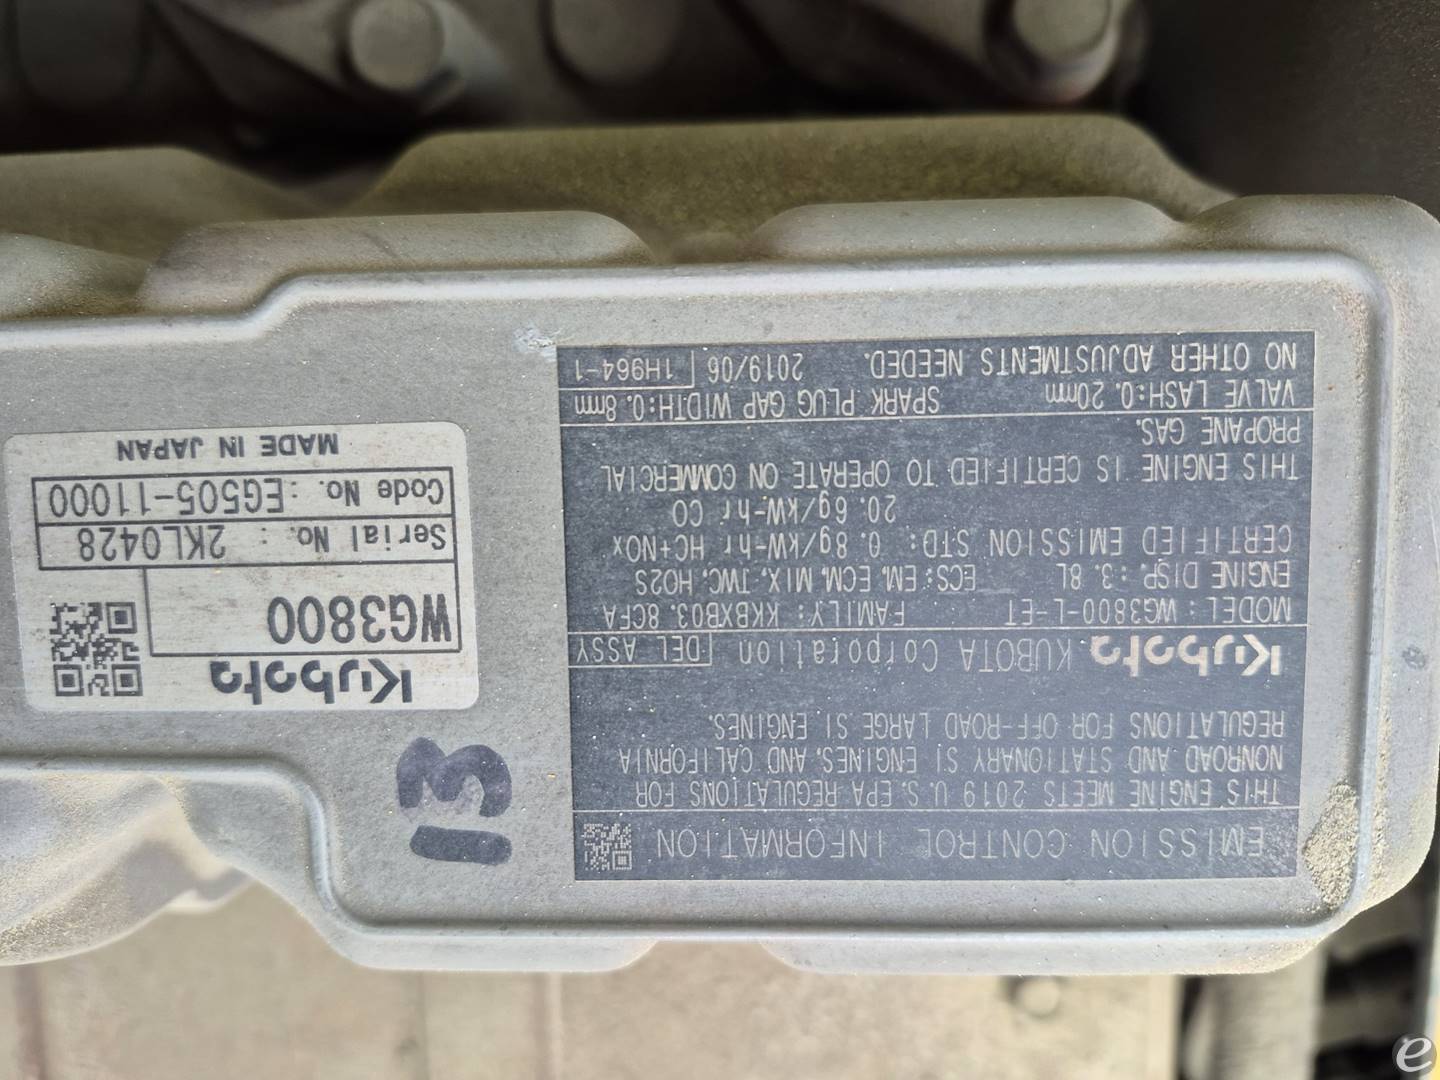 EMISSION CONTROL INFORMATION
THIS ENGINE MEETS 2019 U.S. EPA REGULATIONS FOR
NONROAD AND STATIONARY SI ENGINES, AND CALIFORNIA
REGULATIONS FOR OFF-ROAD LARGE SI ENGINES.
Kubota KUBOTA Corporation DEL ASSY
MODEL: WG3800-L-ET FAMILY: KKBXB03.8CFA
ENGINE DISP.: 3.8L ECS: EM, ECM, MIX, TWC, HO2S
CERTIFIED EMISSION STD: 0.8g/kW-hr HC+NOx
20.6g/kW-hr CO
THIS ENGINE IS CERTIFIED TO OPERATE ON COMMERCIAL
PROPANE GAS.
VALVE LASH:0.20mm SPARK PLUG GAP WIDTH:0.8mm
NO OTHER ADJUSTMENTS NEEDED. 2019/06 1H964-1
13
Kubota
WG3800
Serial No.: 2KL0428
Code No.: EG505-11000
MADE IN JAPAN
e